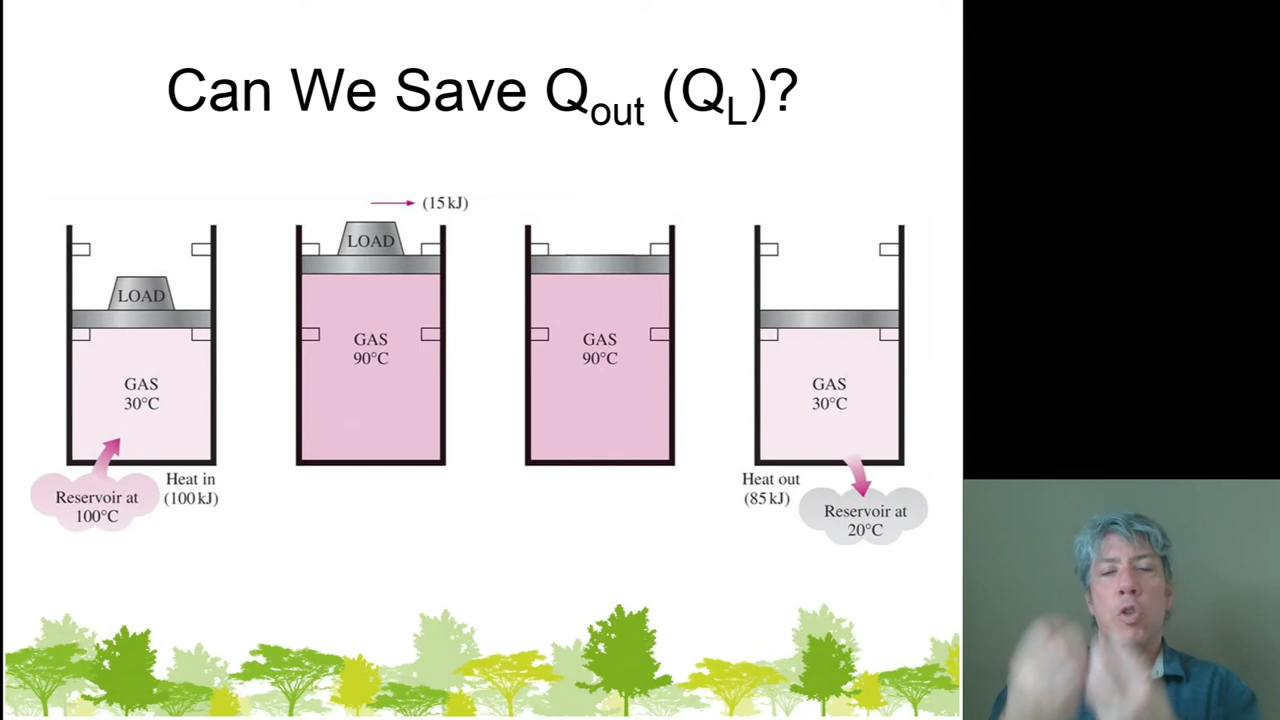 Can We Save Qout (QL)?
(15 kJ)
LOAD
LOAD
GAS
30°C
GAS
90°C
GAS
90°C
GAS
30°C
Heat in
(100 kJ)
Reservoir at
100°C
Heat out
(85 kJ)
Reservoir at
20°C